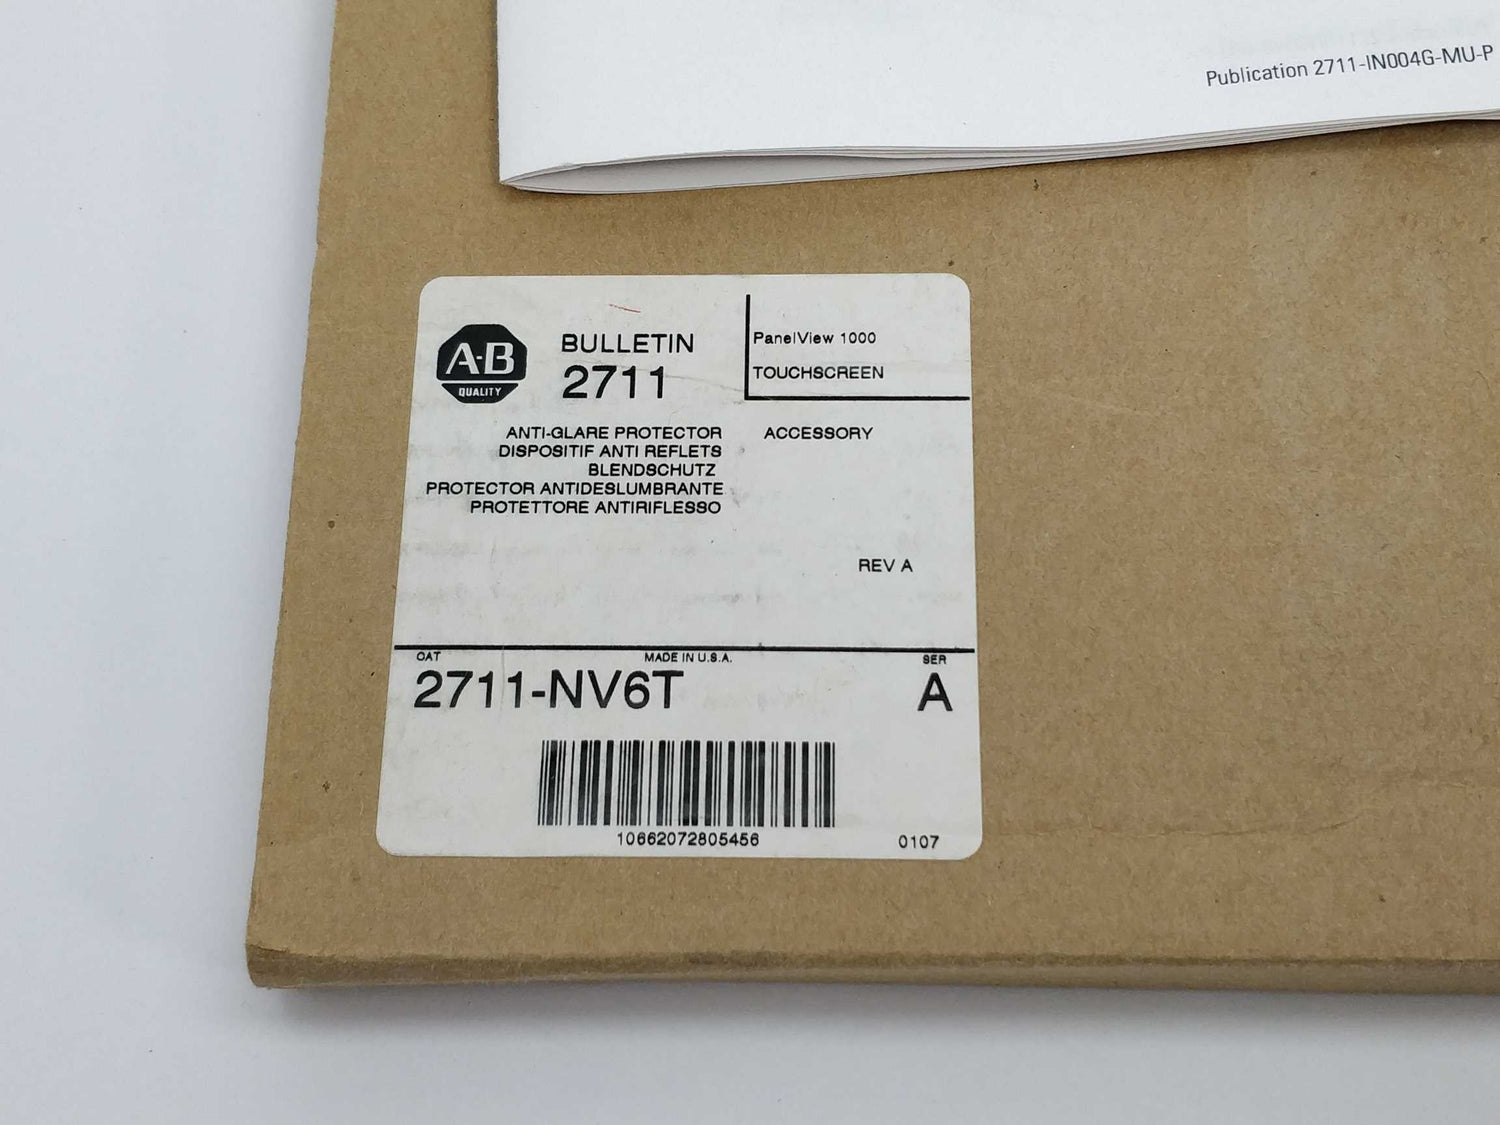 Publication 2711-IN004G-MU-P
A·B
QUALITY
BULLETIN
2711
PanelView 1000
TOUCHSCREEN
ANTI-GLARE PROTECTOR
DISPOSITIF ANTI REFLETS
BLENDSCHUTZ
PROTECTOR ANTIDESLUMBRANTE
PROTETTORE ANTIRIFLESSO
ACCESSORY
REV A
CAT
MADE IN U.S.A.
SER
2711-NV6T
A
10662072805456
0107